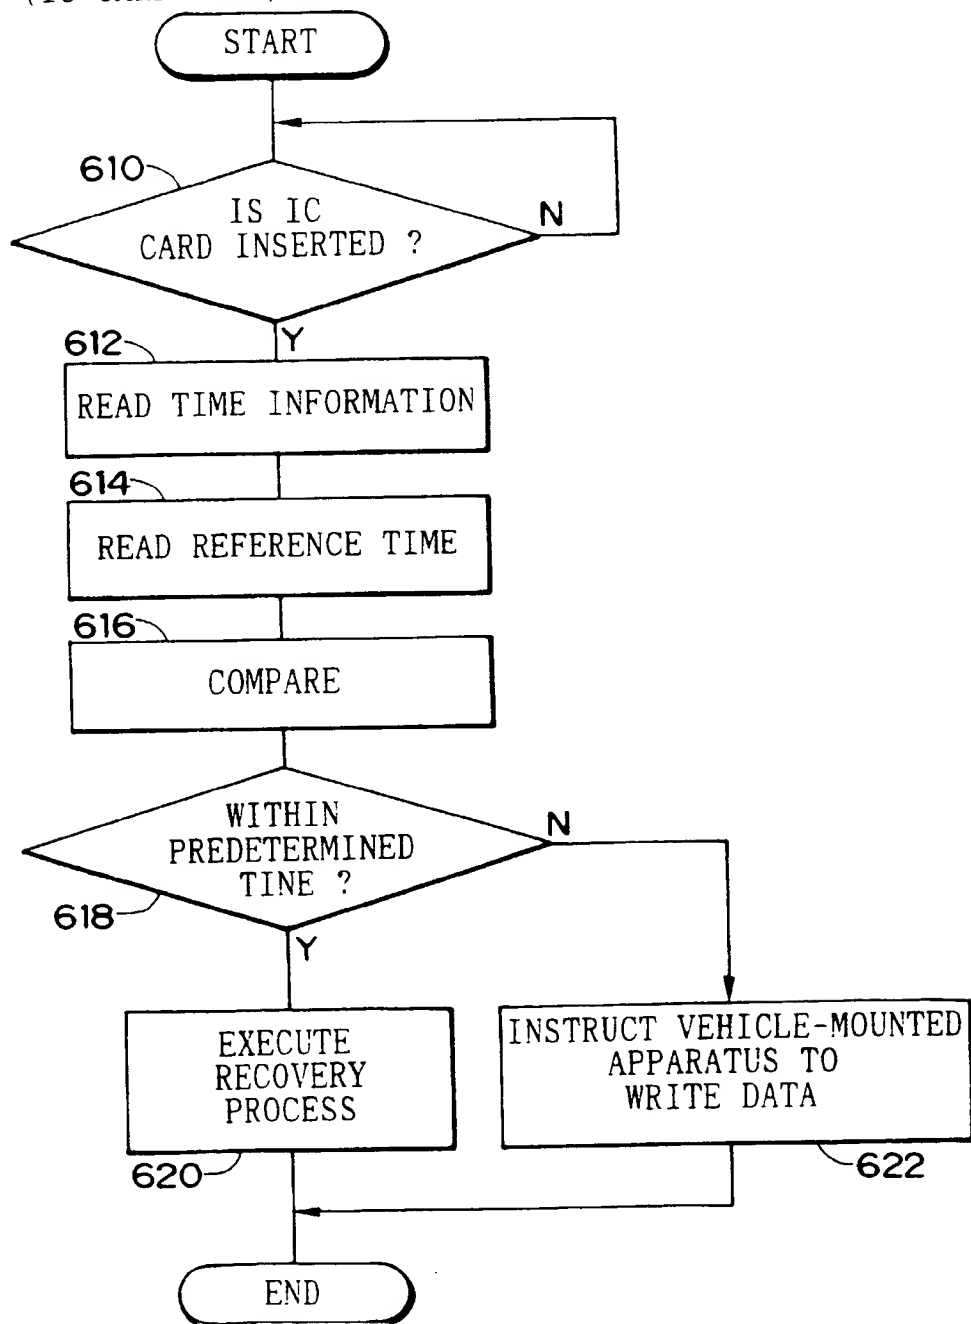 START
610
IS IC
CARD INSERTED ?
N
Y
612
READ TIME INFORMATION
614
READ REFERENCE TIME
616
COMPARE
WITHIN
PREDETERMINED
TINE ?
N
618
Y
EXECUTE
RECOVERY
PROCESS
620
INSTRUCT VEHICLE-MOUNTED
APPARATUS TO
WRITE DATA
622
END